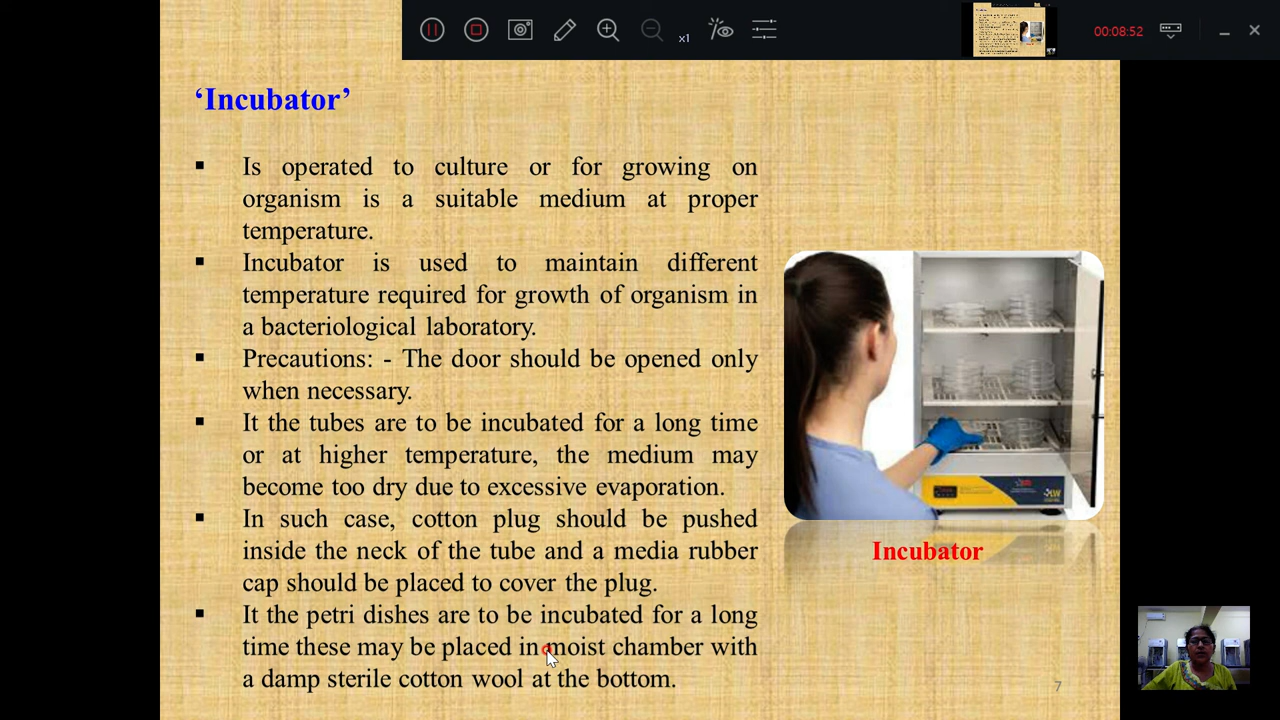 x1
00:08:52
‘Incubator’
▪ Is operated to culture or for growing on
organism is a suitable medium at proper
temperature.
▪ Incubator is used to maintain different
temperature required for growth of organism in
a bacteriological laboratory.
▪ Precautions: - The door should be opened only
when necessary.
▪ It the tubes are to be incubated for a long time
or at higher temperature, the medium may
become too dry due to excessive evaporation.
▪ In such case, cotton plug should be pushed
inside the neck of the tube and a media rubber
cap should be placed to cover the plug.
▪ It the petri dishes are to be incubated for a long
time these may be placed in moist chamber with
a damp sterile cotton wool at the bottom.
Incubator
7